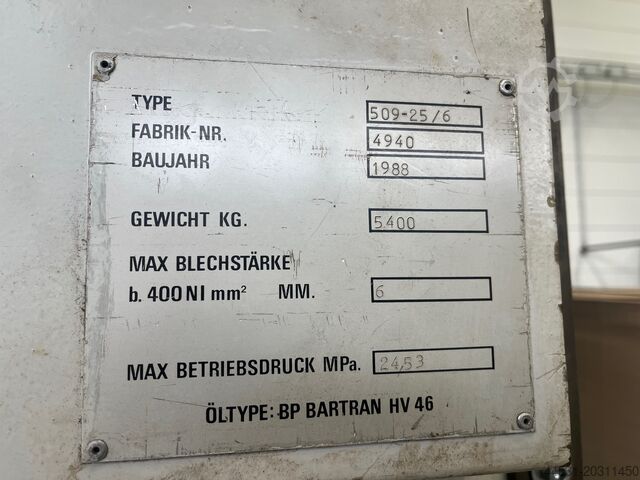 TYPE 509-25/6
FABRIK-NR. 4940
BAUJAHR 1988
GEWICHT KG. 5400
MAX BLECHSTÄRKE
b. 400 NI mm² MM. 6
MAX BETRIEBSDRUCK MPa. 24,53
ÖLTYPE: BP BARTRAN HV 46